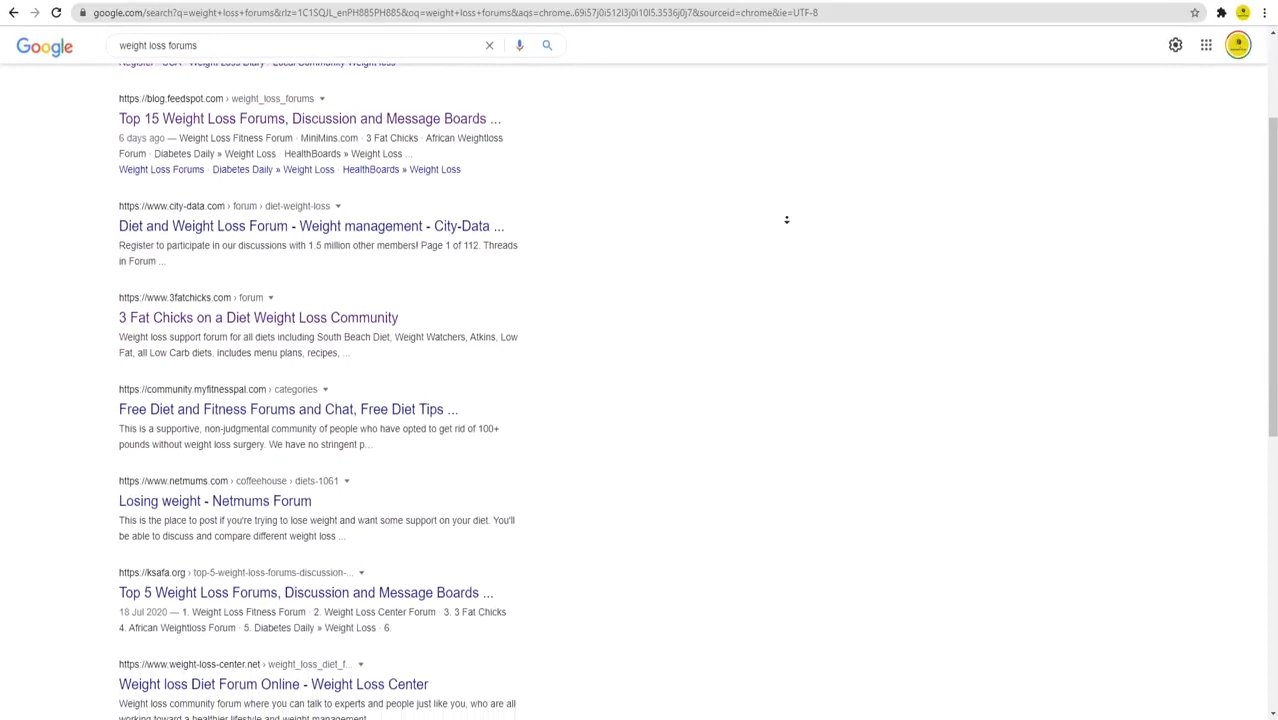 google.com/search?q=weight+loss+forums&rlz=1C1SQJL_enPH885PH885&oq=weight+loss+forums&aqs=chrome..69i57j0i512l3j0i10l5.3536j0j7&sourceid=chrome&ie=UTF-8
Google
weight loss forums
Register · USA · Weight Loss Diary · Local Community Weight loss
https://blog.feedspot.com › weight_loss_forums
Top 15 Weight Loss Forums, Discussion and Message Boards ...
6 days ago — Weight Loss Fitness Forum · MiniMins.com · 3 Fat Chicks · African Weightloss
Forum · Diabetes Daily » Weight Loss · HealthBoards » Weight Loss ...
Weight Loss Forums · Diabetes Daily » Weight Loss · HealthBoards » Weight Loss
https://www.city-data.com › forum › diet-weight-loss
Diet and Weight Loss Forum - Weight management - City-Data ...
Register to participate in our discussions with 1.5 million other members! Page 1 of 112. Threads
in Forum ...
https://www.3fatchicks.com › forum
3 Fat Chicks on a Diet Weight Loss Community
Weight loss support forum for all diets including South Beach Diet, Weight Watchers, Atkins, Low
Fat, all Low Carb diets, includes menu plans, recipes, ...
https://community.myfitnesspal.com › categories
Free Diet and Fitness Forums and Chat, Free Diet Tips ...
This is a supportive, non-judgmental community of people who have opted to get rid of 100+
pounds without weight loss surgery. We have no stringent p...
https://www.netmums.com › coffeehouse › diets-1061
Losing weight - Netmums Forum
This is the place to post if you're trying to lose weight and want some support on your diet. You'll
be able to discuss and compare different weight loss ...
https://ksafa.org › top-5-weight-loss-forums-discussion-...
Top 5 Weight Loss Forums, Discussion and Message Boards ...
18 Jul 2020 — 1. Weight Loss Fitness Forum · 2. Weight Loss Center Forum · 3. 3 Fat Chicks
4. African Weightloss Forum · 5. Diabetes Daily » Weight Loss · 6.
https://www.weight-loss-center.net › weight_loss_diet_f...
Weight loss Diet Forum Online - Weight Loss Center
Weight loss community forum where you can talk to experts and people just like you, who are all
working toward a healthier lifestyle and weight management.